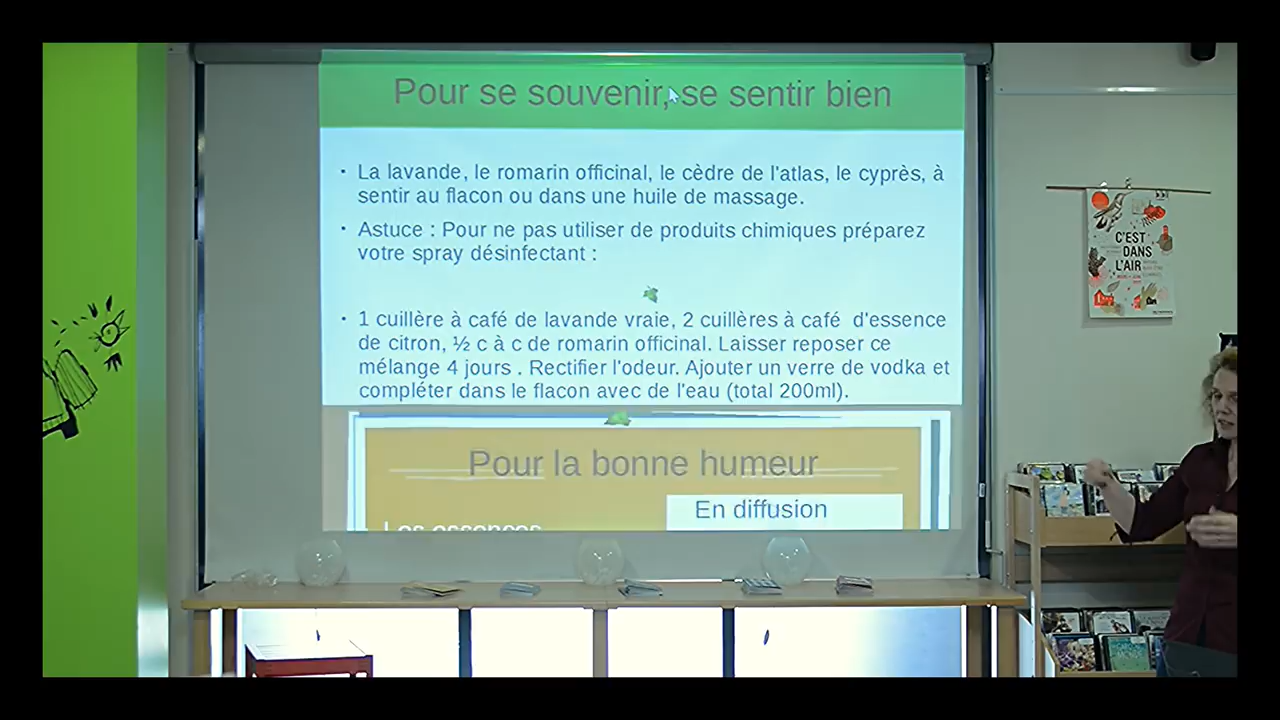 Pour se souvenir, se sentir bien
• La lavande, le romarin officinal, le cèdre de l'atlas, le cyprès, à
sentir au flacon ou dans une huile de massage.
• Astuce : Pour ne pas utiliser de produits chimiques préparez
votre spray désinfectant :
• 1 cuillère à café de lavande vraie, 2 cuillères à café d'essence
de citron, ½ c à c de romarin officinal. Laisser reposer ce
mélange 4 jours . Rectifier l'odeur. Ajouter un verre de vodka et
compléter dans le flacon avec de l'eau (total 200ml).
Pour la bonne humeur
En diffusion
Les essences
C'EST
DANS
L'AIR